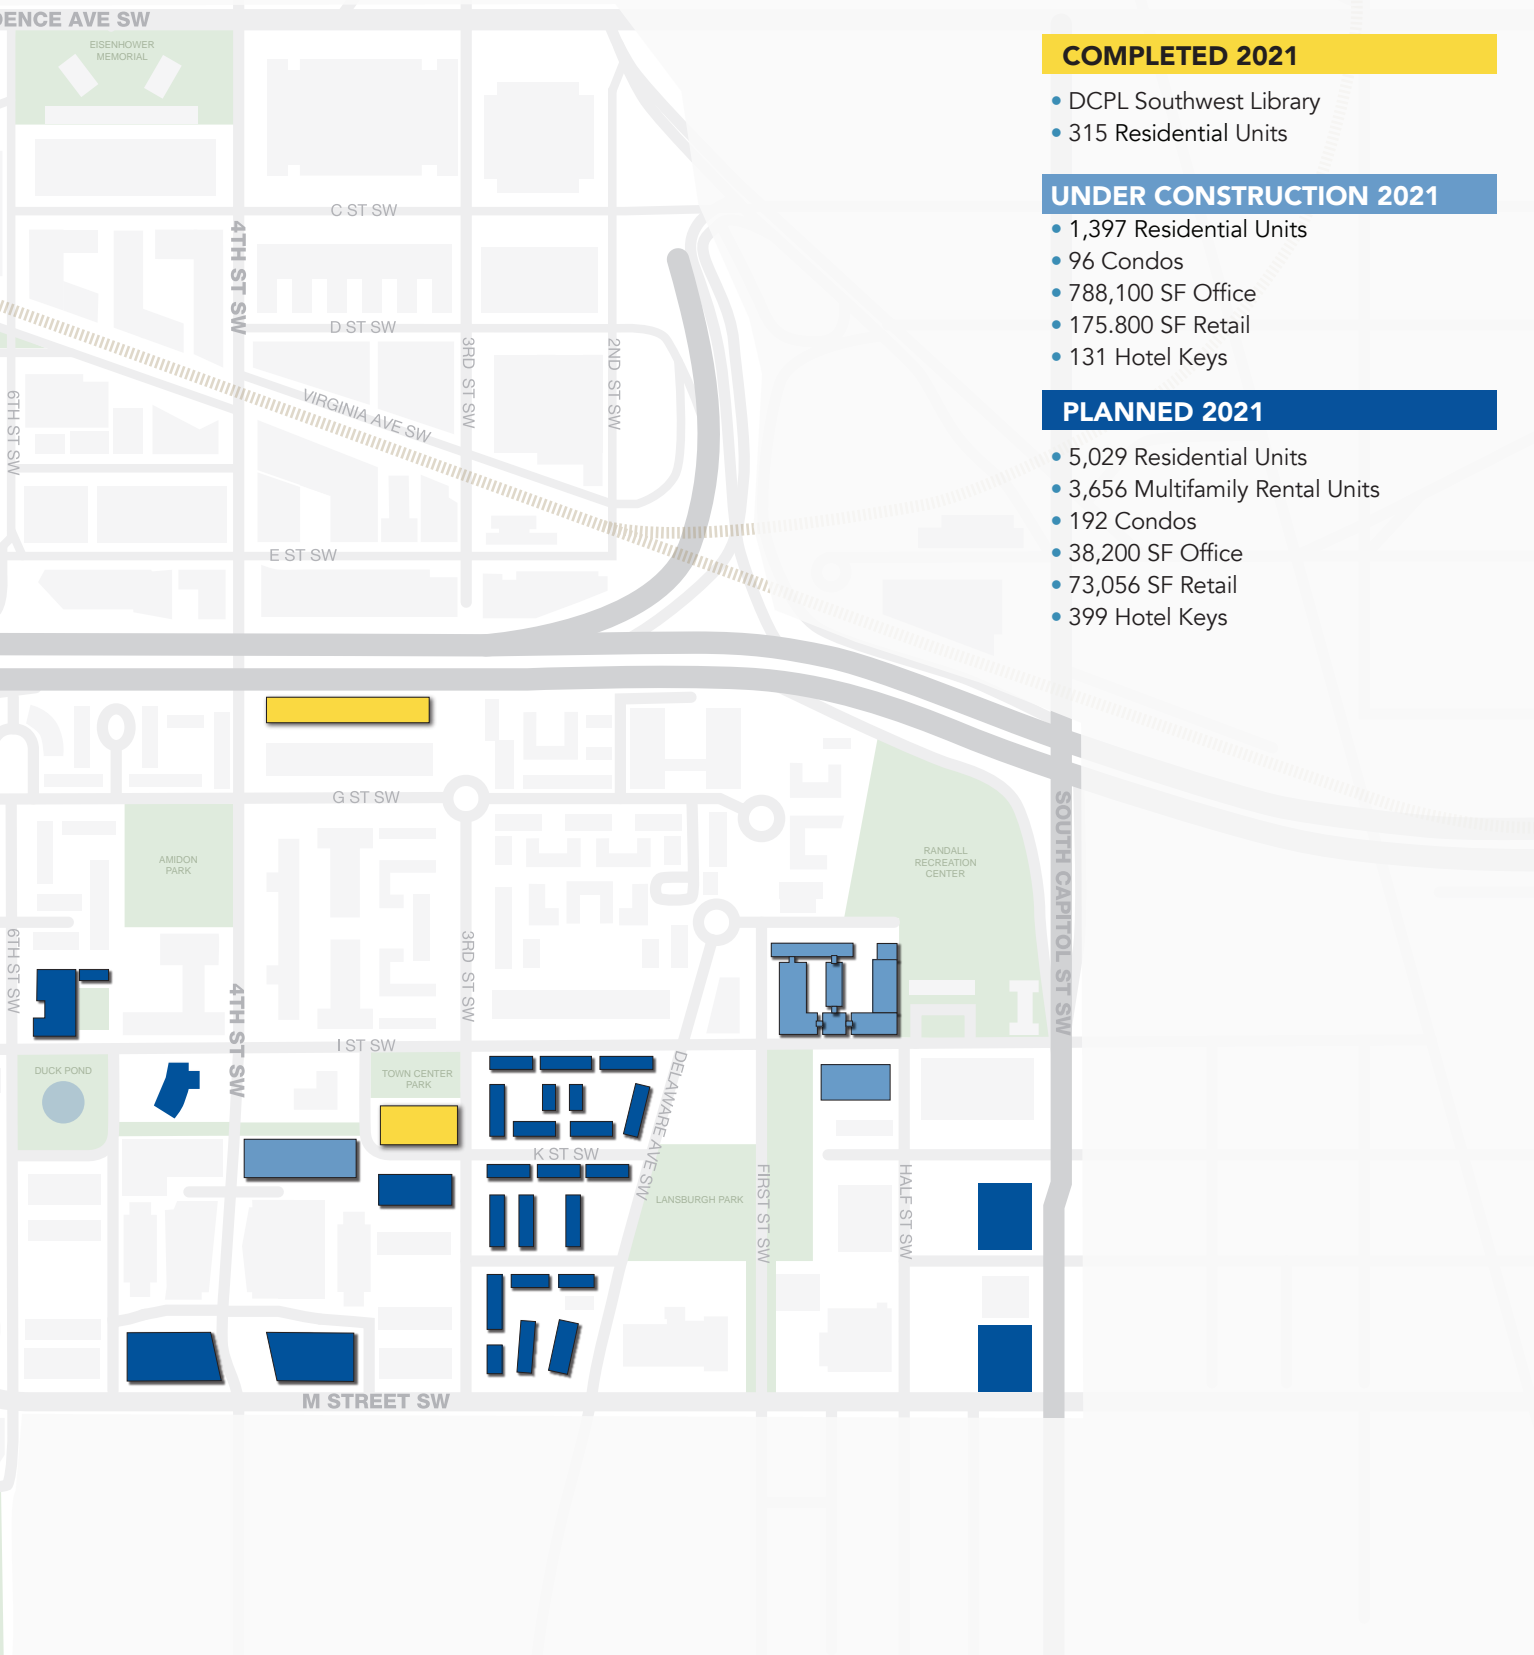 DENCE AVE SW
EISENHOWER
MEMORIAL
COMPLETED 2021
• DCPL Southwest Library
• 315 Residential Units
UNDER CONSTRUCTION 2021
• 1,397 Residential Units
• 96 Condos
• 788,100 SF Office
• 175.800 SF Retail
• 131 Hotel Keys
PLANNED 2021
• 5,029 Residential Units
• 3,656 Multifamily Rental Units
• 192 Condos
• 38,200 SF Office
• 73,056 SF Retail
• 399 Hotel Keys
C ST SW
4TH ST SW
D ST SW
3RD ST SW
2ND ST SW
6TH ST SW
VIRGINIA AVE SW
E ST SW
G ST SW
SOUTH CAPITOL ST SW
AMIDON
PARK
RANDALL
RECREATION
CENTER
6TH ST SW
3RD ST SW
4TH ST SW
I ST SW
DUCK POND
TOWN CENTER
PARK
DELAWARE AVE SW
K ST SW
LANSBURGH PARK
FIRST ST SW
HALF ST SW
M STREET SW